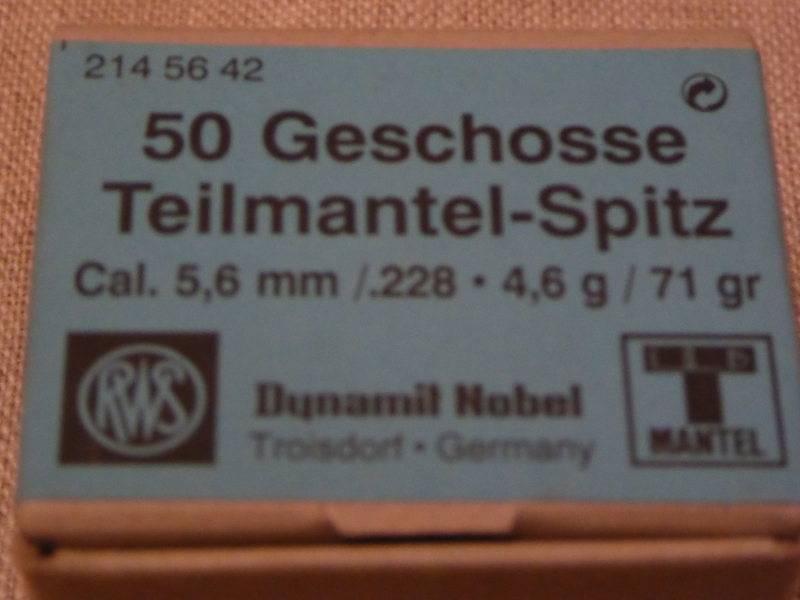 214 56 42
50 Geschosse
Teilmantel-Spitz
Cal. 5,6 mm /.228 • 4,6 g / 71 gr
RWS
Dynamit Nobel
Troisdorf • Germany
T
MANTEL